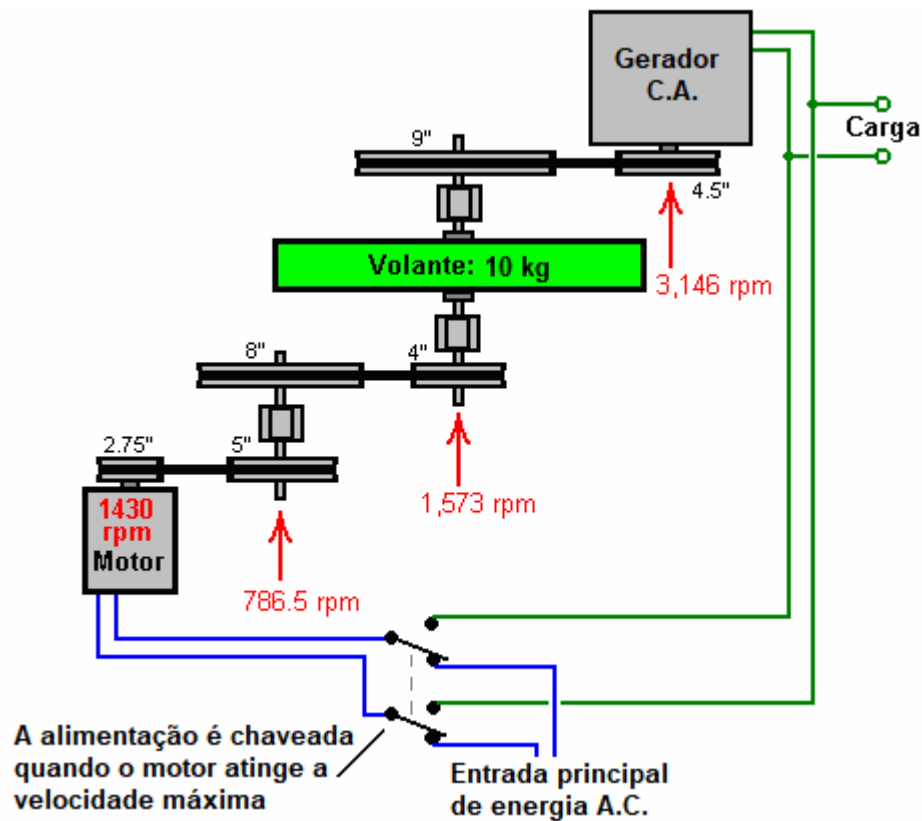 Gerador
C.A.
Carga
9"
4.5"
Volante: 10 kg
3,146 rpm
8"
4"
2.75"
5"
1,573 rpm
1430
rpm
Motor
786.5 rpm
A alimentação é chaveada
quando o motor atinge a
velocidade máxima
Entrada principal
de energia A.C.